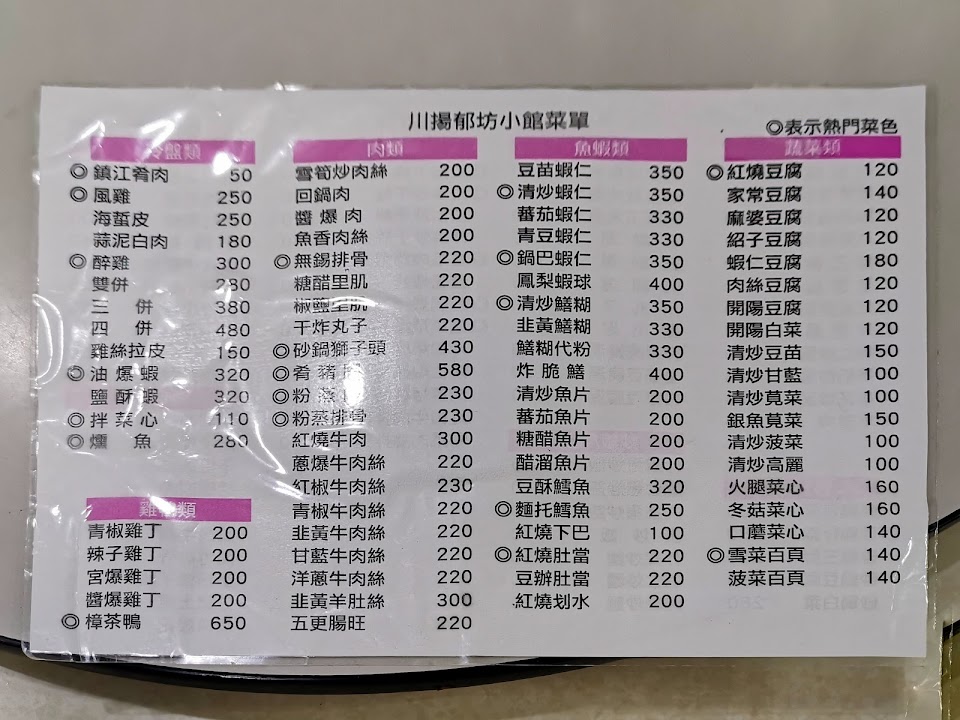 川揚郁坊小館菜單
◎表示熱門菜色
冷盤類
◎鎮江肴肉 50
◎風雞 250
海蜇皮 250
蒜泥白肉 180
◎醉雞 300
雙併 280
三併 380
四併 480
雞絲拉皮 150
◎油爆蝦 320
鹽酥蝦 320
◎拌菜心 110
◎燻魚 280
雞 類
青椒雞丁 200
辣子雞丁 200
宮爆雞丁 200
醬爆雞丁 200
◎樟茶鴨 650
肉類
雪筍炒肉絲 200
回鍋肉 200
醬爆肉 200
魚香肉絲 200
◎無錫排骨 220
糖醋里肌 220
椒鹽里肌 220
干炸丸子 220
◎砂鍋獅子頭 430
◎肴豬 580
◎粉蒸 230
◎粉蒸排骨 230
紅燒牛肉 300
蔥爆牛肉絲 220
紅椒牛肉絲 230
青椒牛肉絲 220
韭黃牛肉絲 220
甘藍牛肉絲 220
洋蔥牛肉絲 220
韭黃羊肚絲 300
五更腸旺 220
魚蝦類
豆苗蝦仁 350
◎清炒蝦仁 350
蕃茄蝦仁 330
青豆蝦仁 330
◎鍋巴蝦仁 350
鳳梨蝦球 400
◎清炒鱔糊 350
韭黃鱔糊 330
鱔糊代粉 330
炸脆鱔 400
清炒魚片 200
蕃茄魚片 200
糖醋魚片 200
醋溜魚片 200
豆酥鱈魚 320
◎麵托鱈魚 250
紅燒下巴 100
◎紅燒肚當 220
豆辦肚當 220
紅燒划水 200
蔬菜類
◎紅燒豆腐 120
家常豆腐 140
麻婆豆腐 120
紹子豆腐 120
蝦仁豆腐 180
肉絲豆腐 120
開陽豆腐 120
開陽白菜 120
清炒豆苗 150
清炒甘藍 100
清炒莧菜 100
銀魚莧菜 150
清炒菠菜 100
清炒高麗 100
火腿菜心 160
冬菇菜心 160
口蘑菜心 140
◎雪菜百頁 140
菠菜百頁 140